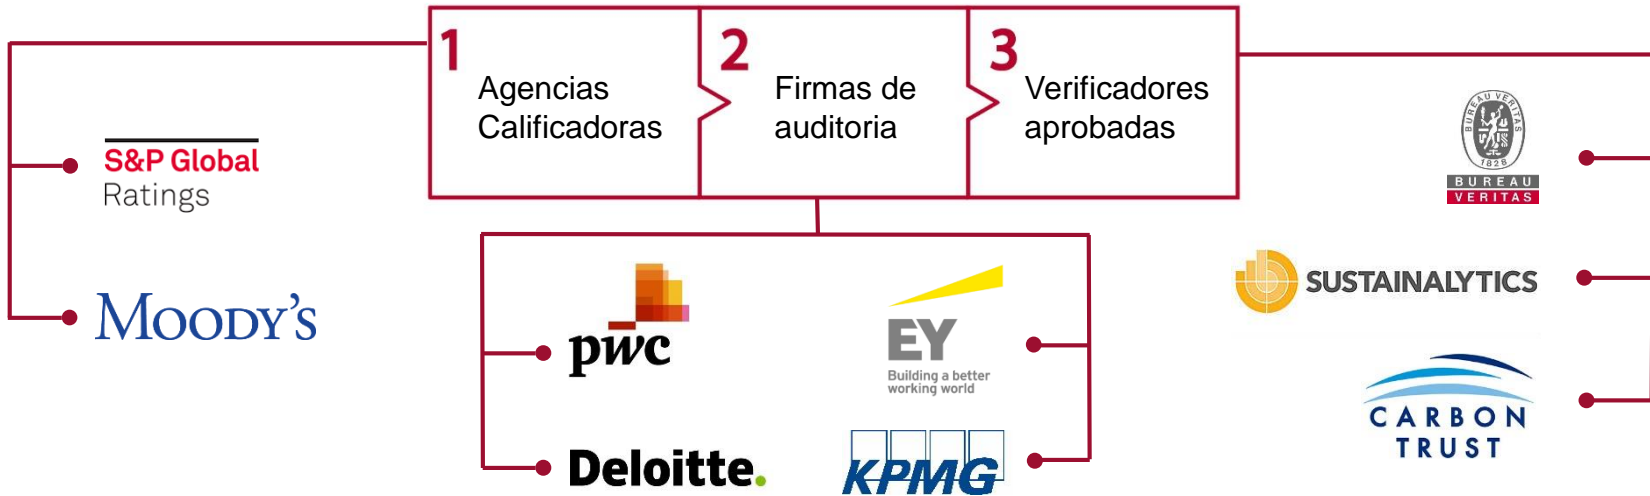 1
Agencias
Calificadoras
2
Firmas de
auditoria
3
Verificadores
aprobadas
S&P Global
Ratings
MOODY'S
pwc
EY
Building a better
working world
Deloitte.
KPMG
BUREAU VERITAS
1828
BUREAU
VERITAS
SUSTAINALYTICS
CARBON
TRUST